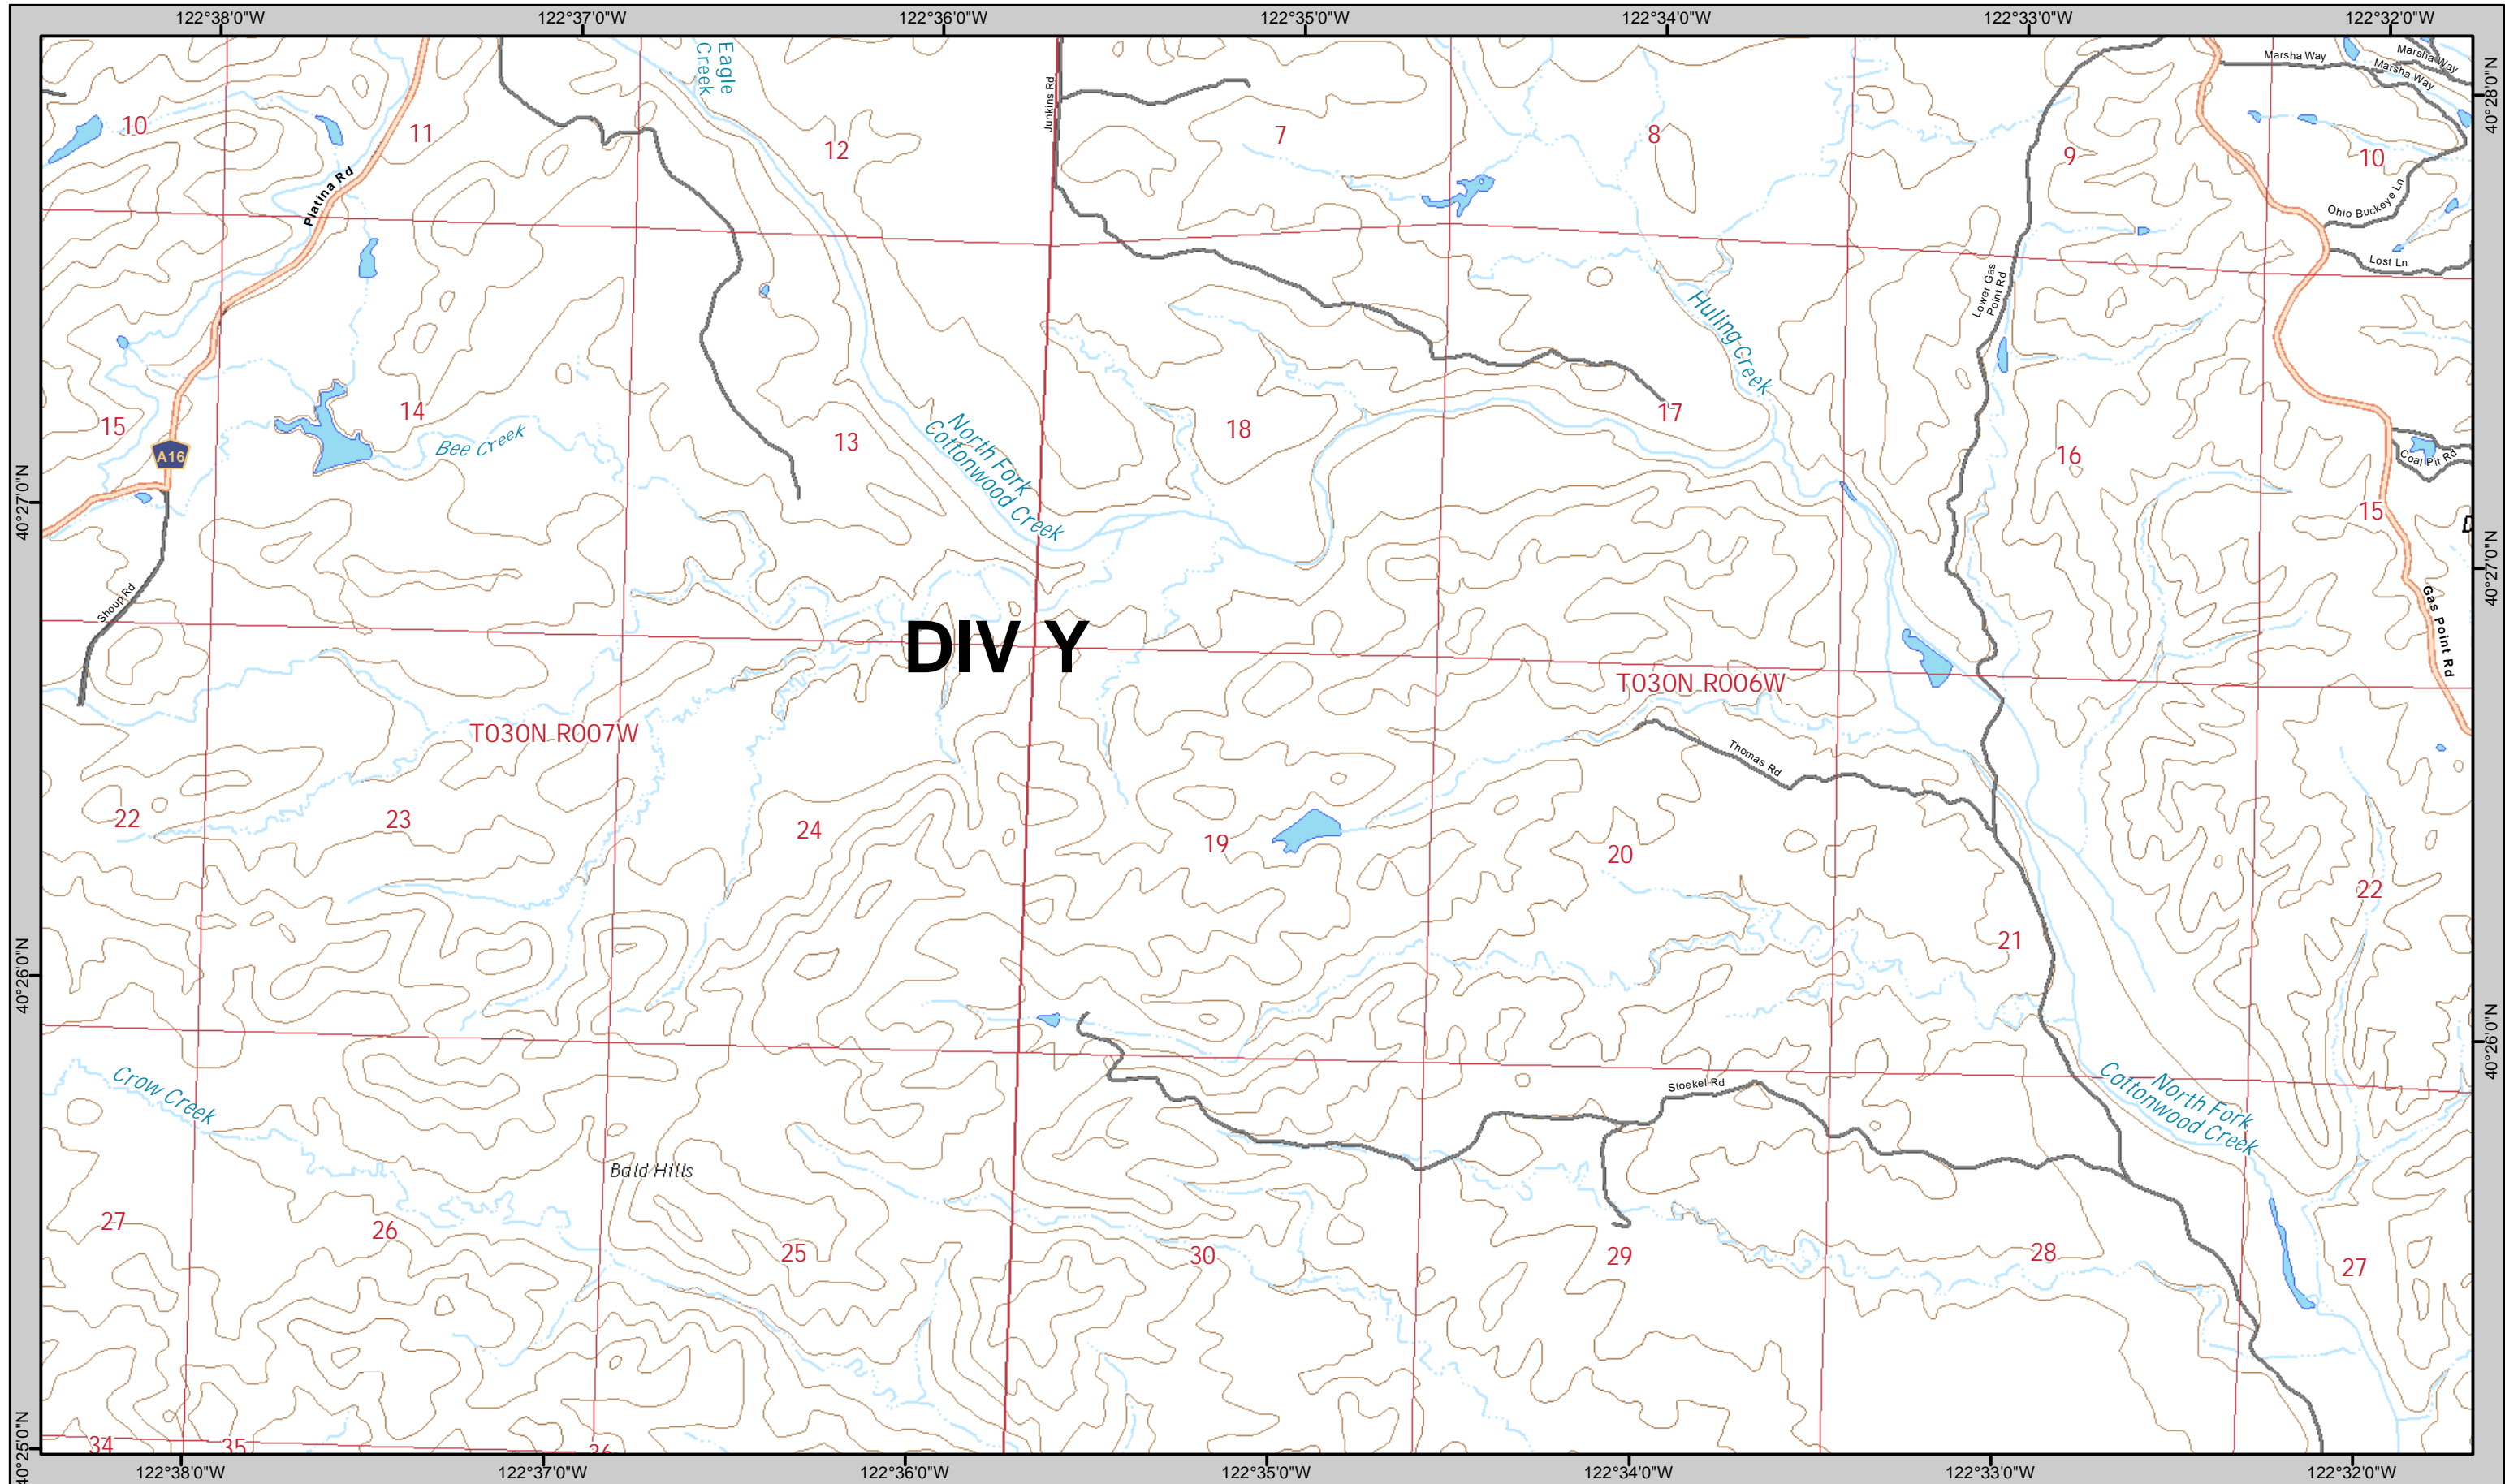 122°38'0"W
122°37'0"W
122°36'0"W
122°35'0"W
122°34'0"W
122°33'0"W
122°32'0"W
Eagle
Creek
Junkins Rd
Marsha Way
Marsha Way
Marsha Way
40°28'0"N
10
11
12
7
8
9
10
Platina Rd
Ohio Buckeye Ln
Lost Ln
Lower Gas
Point Rd
Huling Creek
15
14
Bee Creek
13
North Fork
Cottonwood Creek
18
17
16
Coal Pit Rd
A16
15
40°27'0"N
40°27'0"N
Shoup Rd
Gas Point Rd
DIV Y
T030N R007W
T030N R006W
Thomas Rd
22
23
24
19
20
21
22
40°26'0"N
40°26'0"N
Crow Creek
Stoekel Rd
North Fork
Cottonwood Creek
Bald Hills
27
26
25
30
29
28
27
34
35
40°25'0"N
122°38'0"W
122°37'0"W
122°36'0"W
122°35'0"W
122°34'0"W
122°33'0"W
122°32'0"W